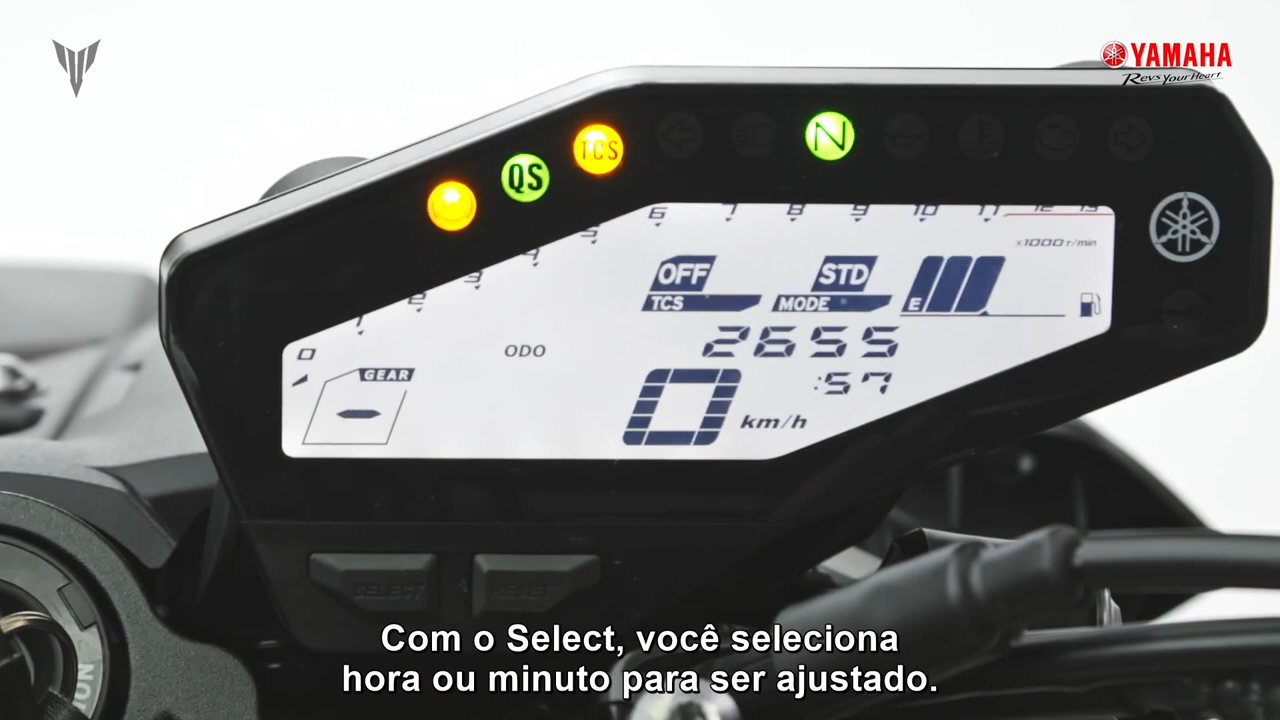 YAMAHA
Revs Your Heart
QS
TCS
N
6 7 8 9 10 11 12 13
5
4
3
2
1
0
x1000 r/min
OFF
TCS
STD
MODE
E
ODO
2655
:57
GEAR
-
0 km/h
SELECT
RESET
Com o Select, você seleciona
hora ou minuto para ser ajustado.